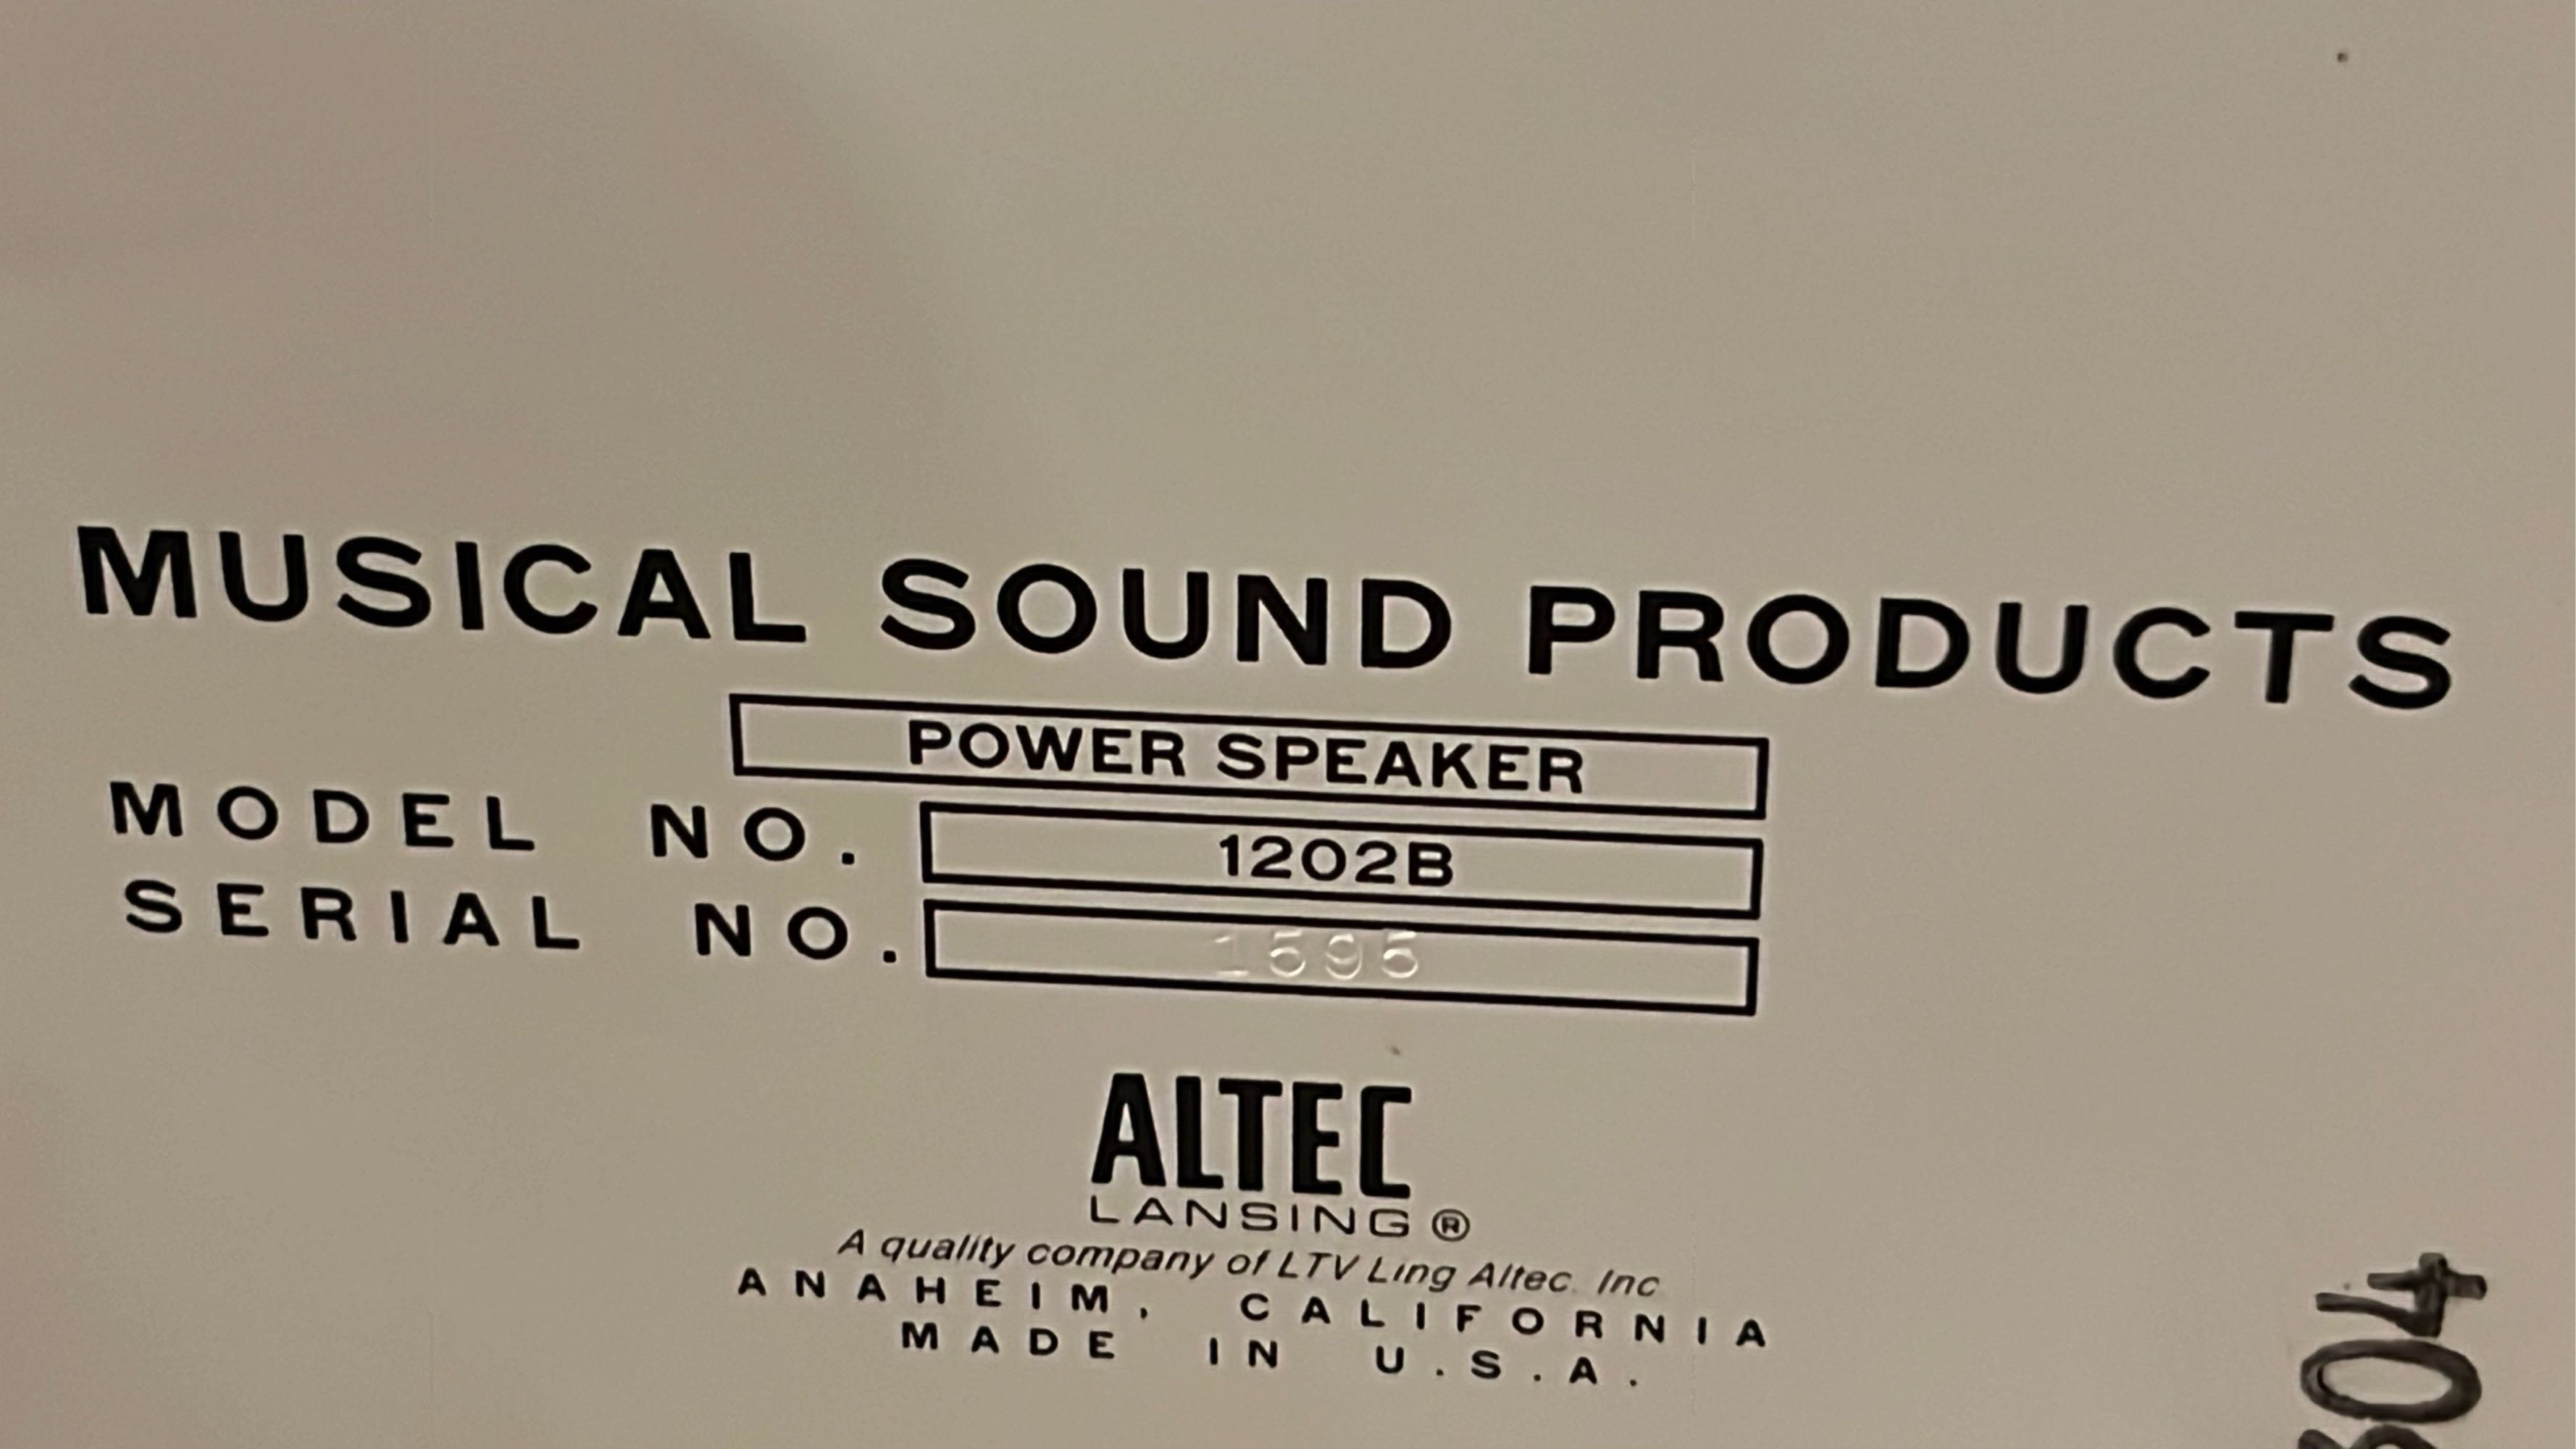 MUSICAL SOUND PRODUCTS
POWER SPEAKER
MODEL NO. 1202B
SERIAL NO. 1595
ALTEC
LANSING ®
A quality company of LTV Ling Altec. Inc
ANAHEIM, CALIFORNIA
MADE IN U.S.A.
04